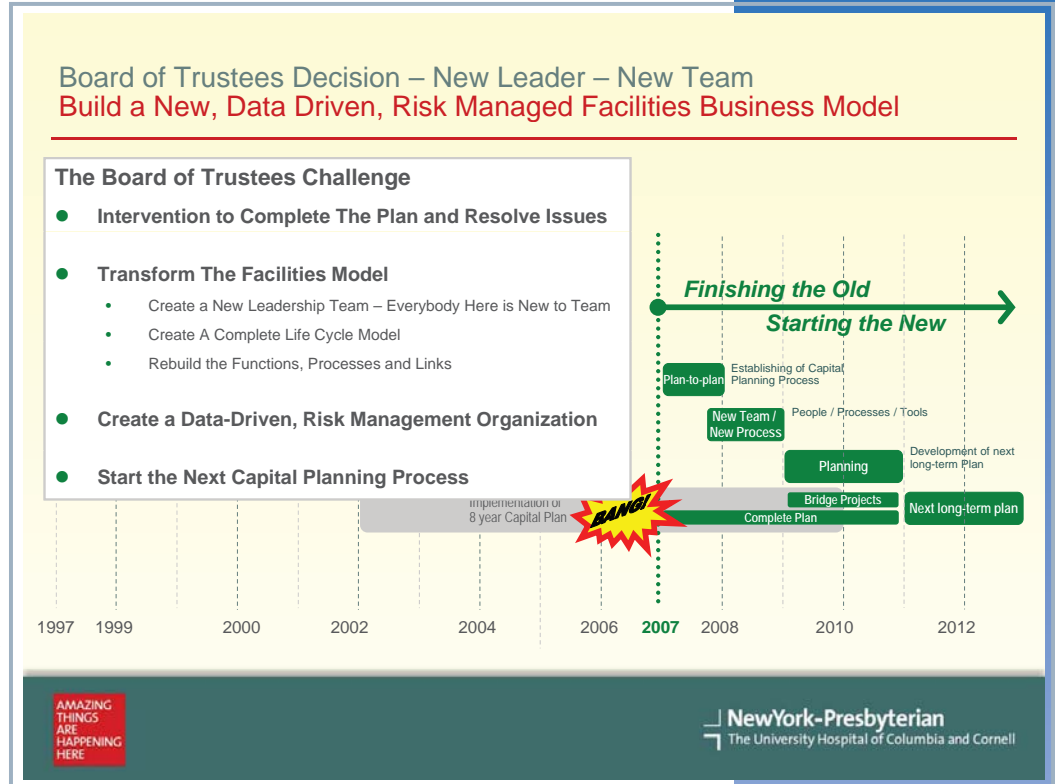 Board of Trustees Decision – New Leader – New Team
Build a New, Data Driven, Risk Managed Facilities Business Model
The Board of Trustees Challenge
Intervention to Complete The Plan and Resolve Issues
Transform The Facilities Model
Create a New Leadership Team – Everybody Here is New to Team
Create A Complete Life Cycle Model
Rebuild the Functions, Processes and Links
Create a Data-Driven, Risk Management Organization
Start the Next Capital Planning Process
Finishing the Old
Starting the New
Plan-to-plan
Establishing of Capital
Planning Process
New Team /
New Process
People / Processes / Tools
Planning
Development of next
long-term Plan
Implementation of
8 year Capital Plan
BANG!
Bridge Projects
Complete Plan
Next long-term plan
1997 1999 2000 2002 2004 2006 2007 2008 2010 2012
AMAZING
THINGS
ARE
HAPPENING
HERE
NewYork-Presbyterian
The University Hospital of Columbia and Cornell